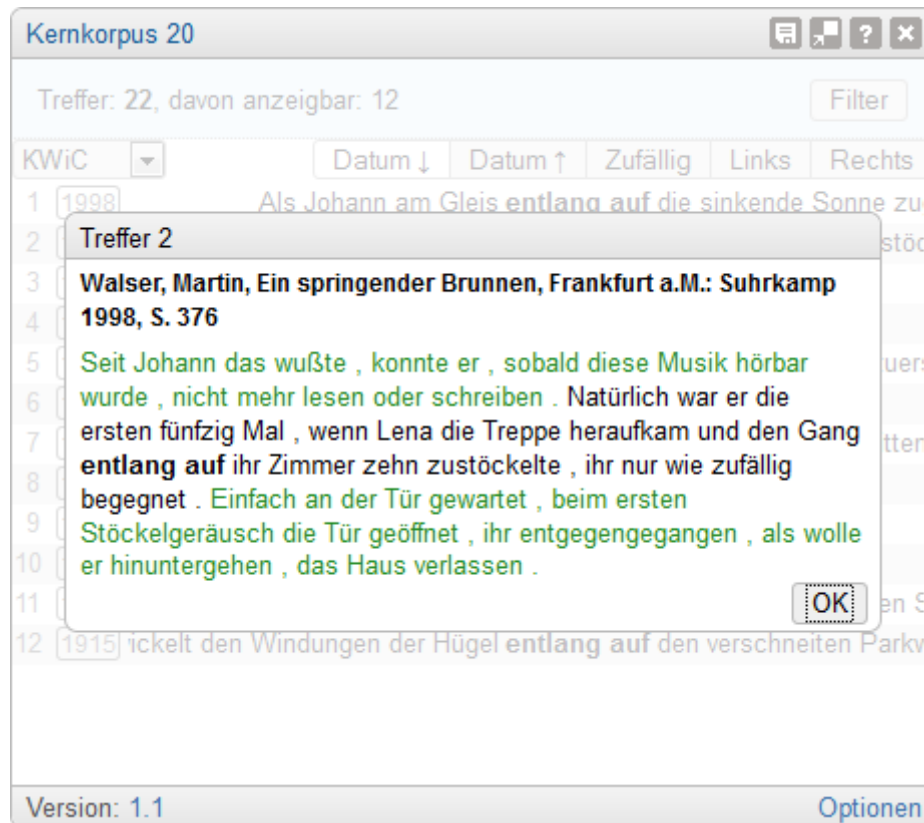 Kernkorpus 20
Treffer: 22, davon anzeigbar: 12
Filter
KWiC
Datum ↓
Datum ↑
Zufällig
Links
Rechts
1 1998 Als Johann am Gleis entlang auf die sinkende Sonne
2
Treffer 2
Walser, Martin, Ein springender Brunnen, Frankfurt a.M.: Suhrkamp
1998, S. 376
Seit Johann das wußte , konnte er , sobald diese Musik hörbar
wurde , nicht mehr lesen oder schreiben . Natürlich war er die
ersten fünfzig Mal , wenn Lena die Treppe heraufkam und den Gang
entlang auf ihr Zimmer zehn zustöckelte , ihr nur wie zufällig
begegnet . Einfach an der Tür gewartet , beim ersten
Stöckelgeräusch die Tür geöffnet , ihr entgegengegangen , als wolle
er hinuntergehen , das Haus verlassen .
OK
3
4
5
6
7
8
9
10
11
12 1915 ickelt den Windungen der Hügel entlang auf den verschneiten Parkw
Version: 1.1
Optionen